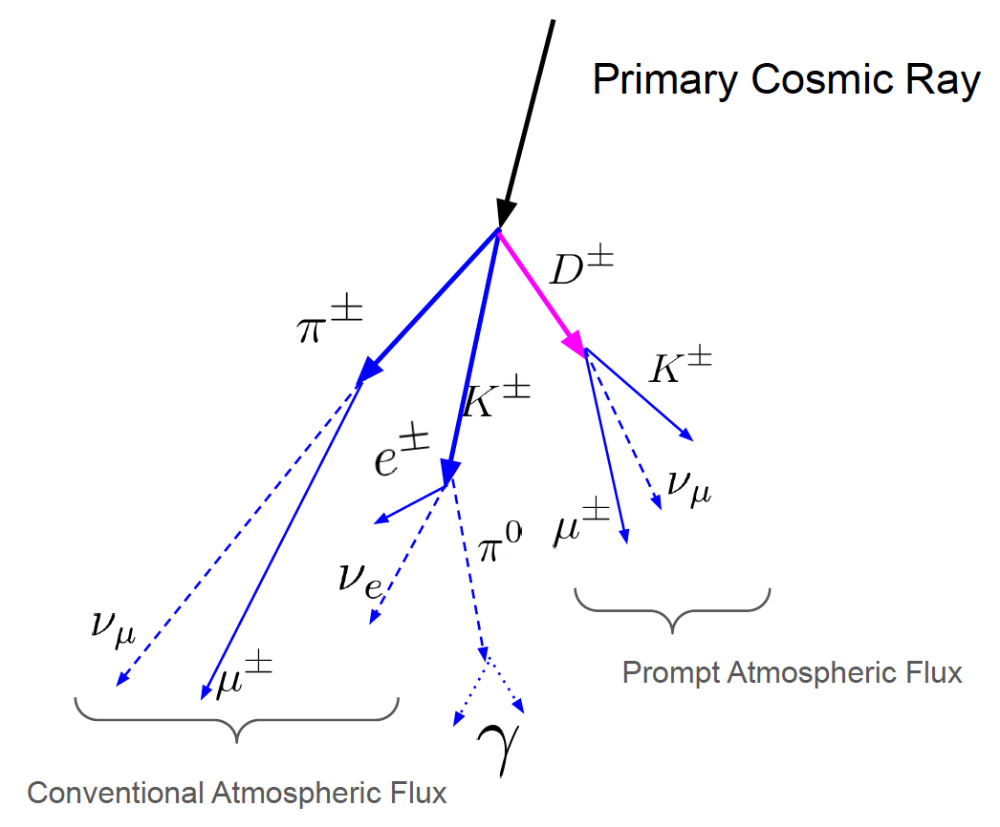 Primary Cosmic Ray
D±
π±
K±
K±
e±
νμ
μ±
π⁰
νe
νμ
μ±
Prompt Atmospheric Flux
γ
Conventional Atmospheric Flux